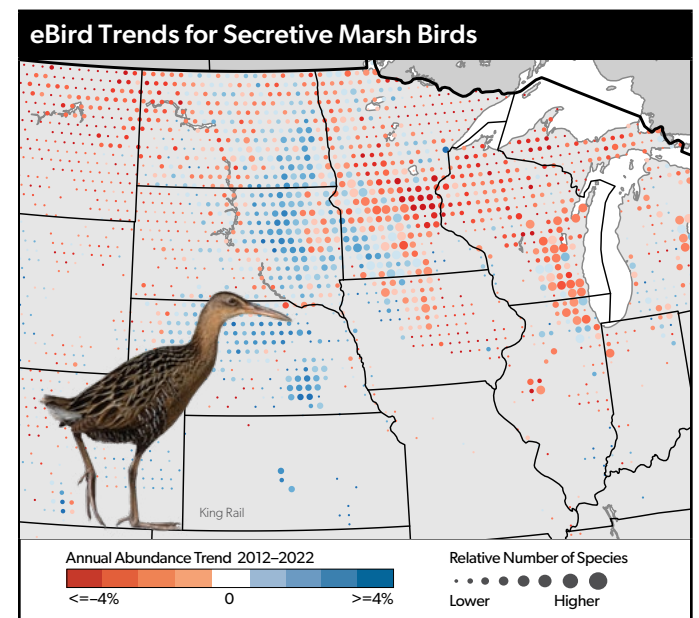 eBird Trends for Secretive Marsh Birds
King Rail
Annual Abundance Trend 2012–2022
<=–4% 0 >=4%
Relative Number of Species
Lower Higher